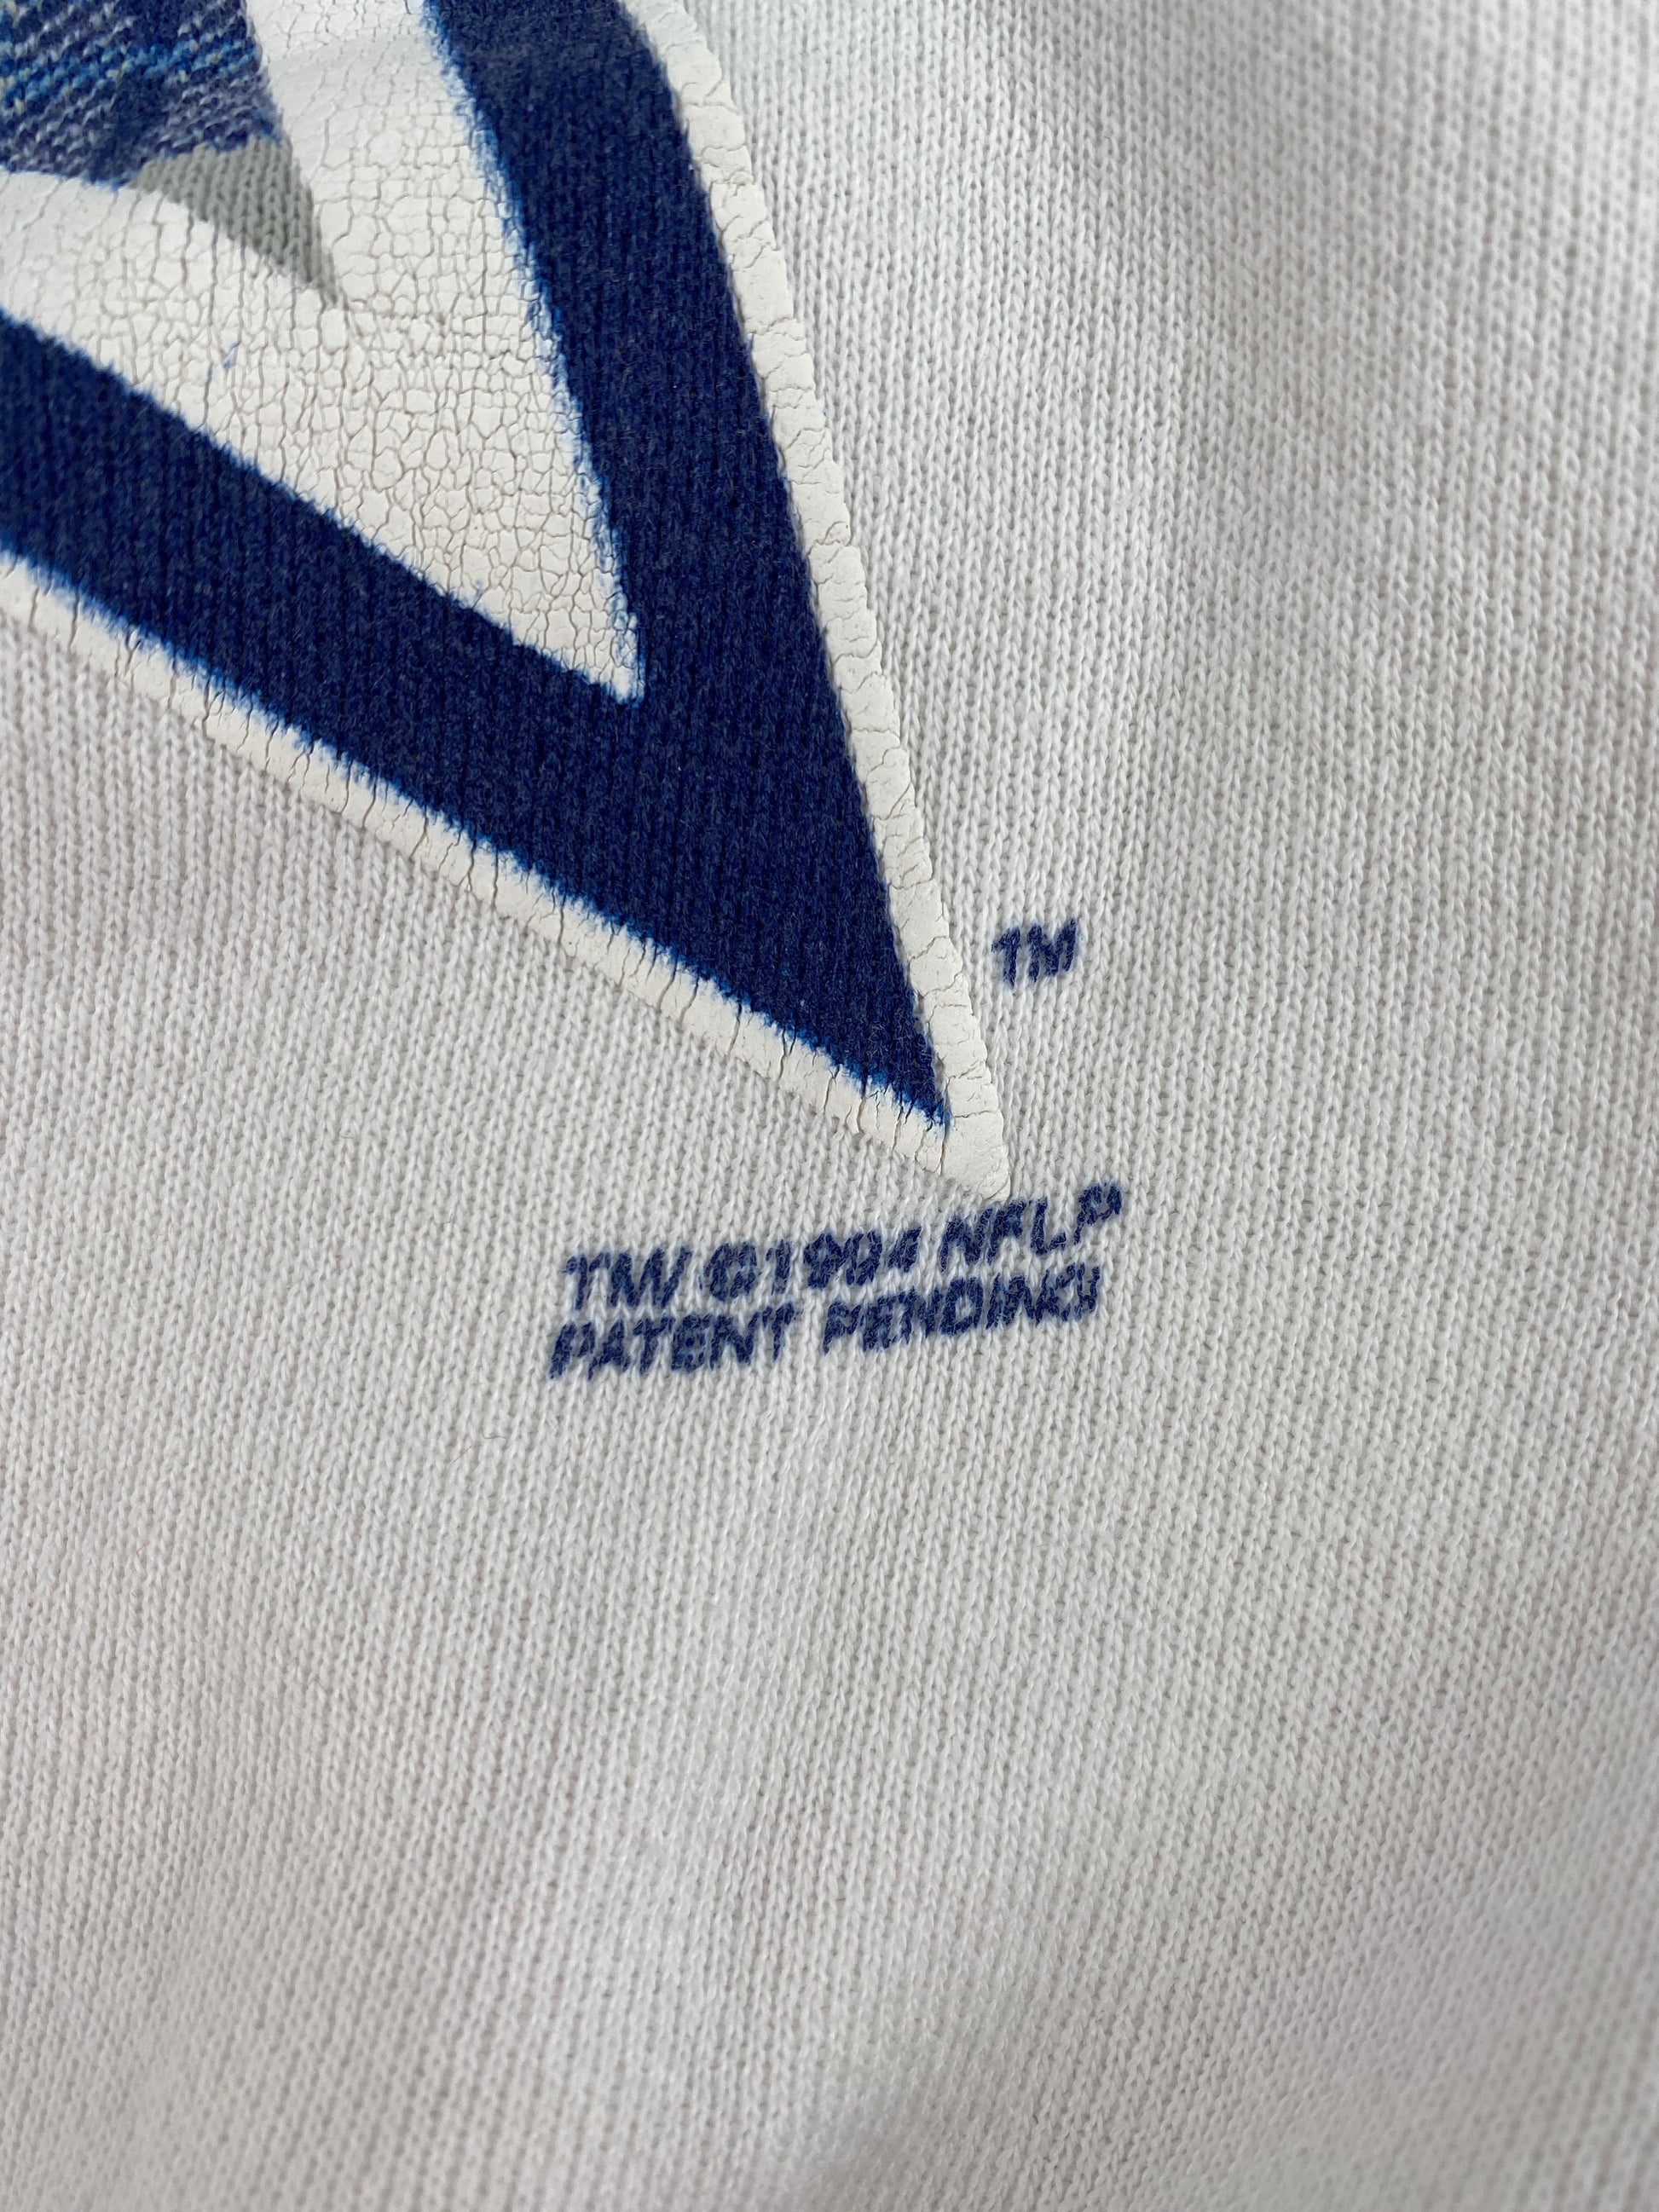 TM
TM/©1994 NFLP
PATENT PENDING